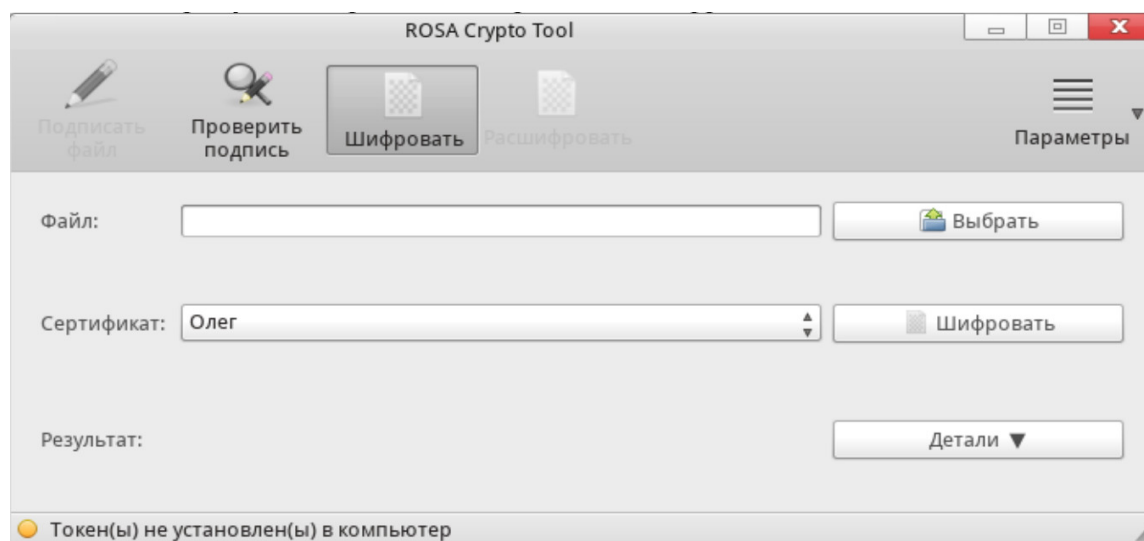 ROSA Crypto Tool
Подписать
файл
Проверить
подпись
Шифровать
Расшифровать
Параметры
Файл:
Выбрать
Сертификат:
Олег
Шифровать
Результат:
Детали ▼
Токен(ы) не установлен(ы) в компьютер